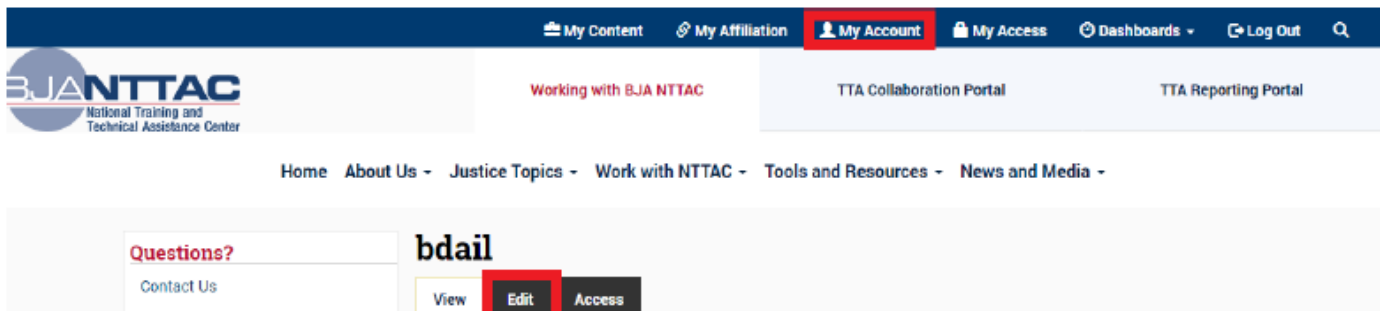 My Content My Affiliation My Account My Access Dashboards Log Out
BJANTTAC
National Training and
Technical Assistance Center
Working with BJA NTTAC TTA Collaboration Portal TTA Reporting Portal
Home About Us Justice Topics Work with NTTAC Tools and Resources News and Media
Questions?
Contact Us
bdail
View Edit Access